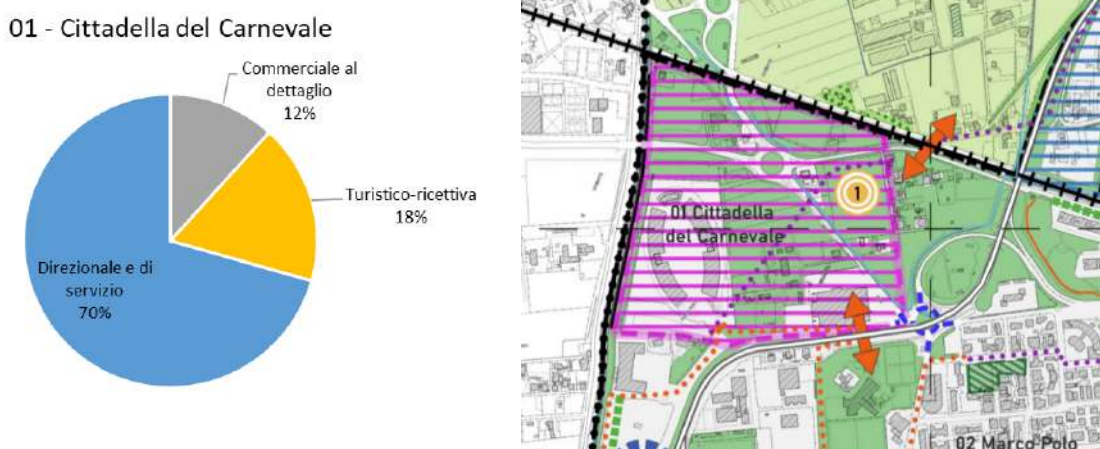 01 - Cittadella del Carnevale
Commerciale al
dettaglio
12%
Turistico-ricettiva
18%
Direzionale e di
servizio
70%
1
01 Cittadella
del Carnevale
02 Marco Polo